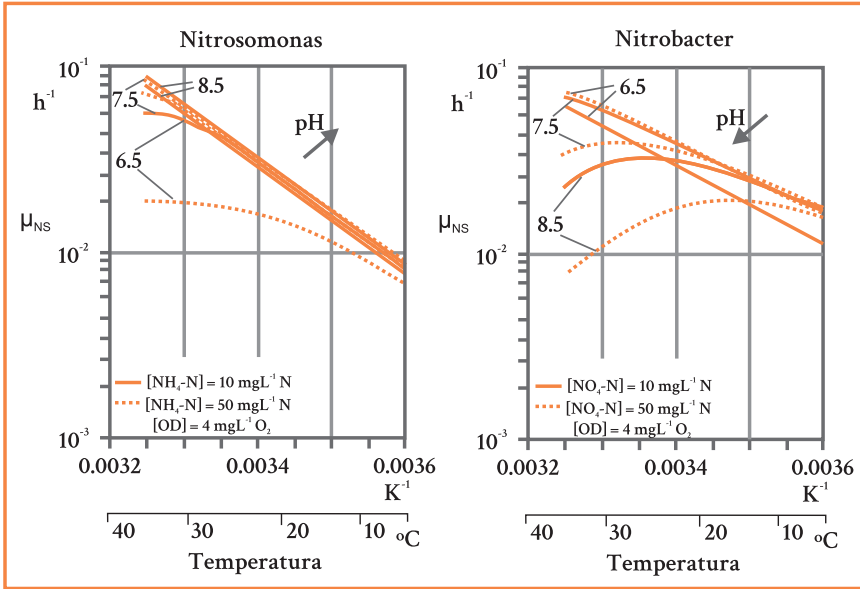 Nitrosomonas
10⁻¹
h⁻¹
8.5
7.5
pH
6.5
μNS
10⁻²
[NH₄-N] = 10 mgL⁻¹ N
[NH₄-N] = 50 mgL⁻¹ N
[OD] = 4 mgL⁻¹ O₂
10⁻³
0.0032 0.0034 0.0036
K⁻¹
40 30 20 10 ºC
Temperatura
Nitrobacter
10⁻¹
h⁻¹
6.5
7.5
pH
8.5
μNS
10⁻²
[NO₄-N] = 10 mgL⁻¹ N
[NO₄-N] = 50 mgL⁻¹ N
[OD] = 4 mgL⁻¹ O₂
10⁻³
0.0032 0.0034 0.0036
K⁻¹
40 30 20 10 ºC
Temperatura